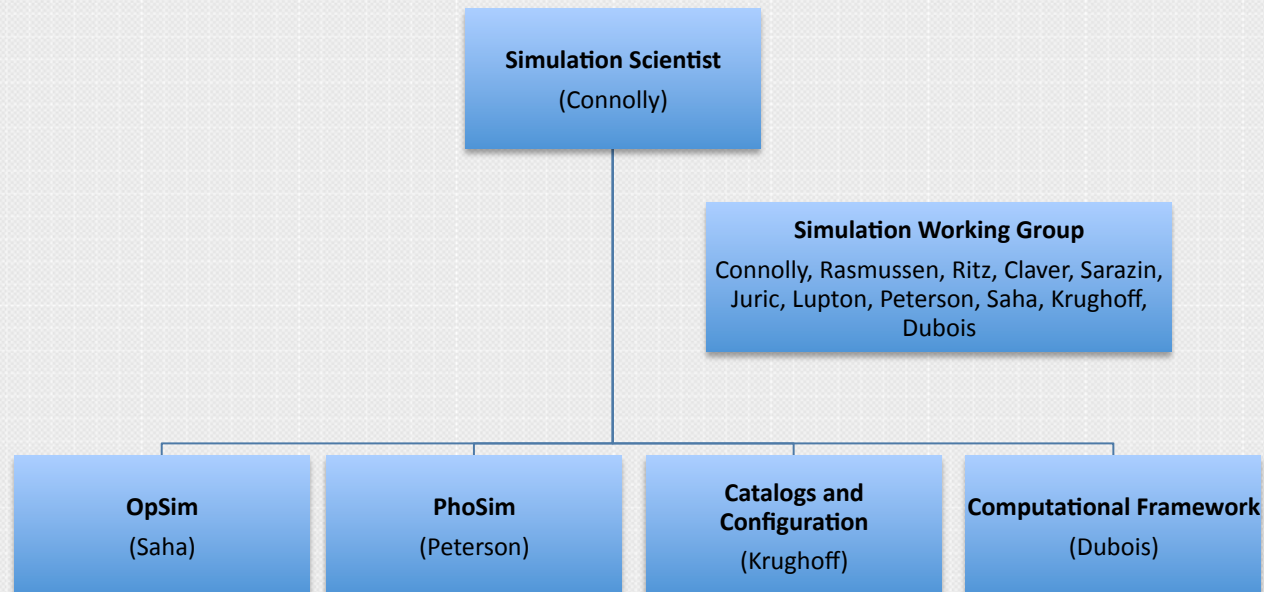 Simulation Scientist
(Connolly)
Simulation Working Group
Connolly, Rasmussen, Ritz, Claver, Sarazin,
Juric, Lupton, Peterson, Saha, Krughoff,
Dubois
OpSim
(Saha)
PhoSim
(Peterson)
Catalogs and
Configuration
(Krughoff)
Computational Framework
(Dubois)